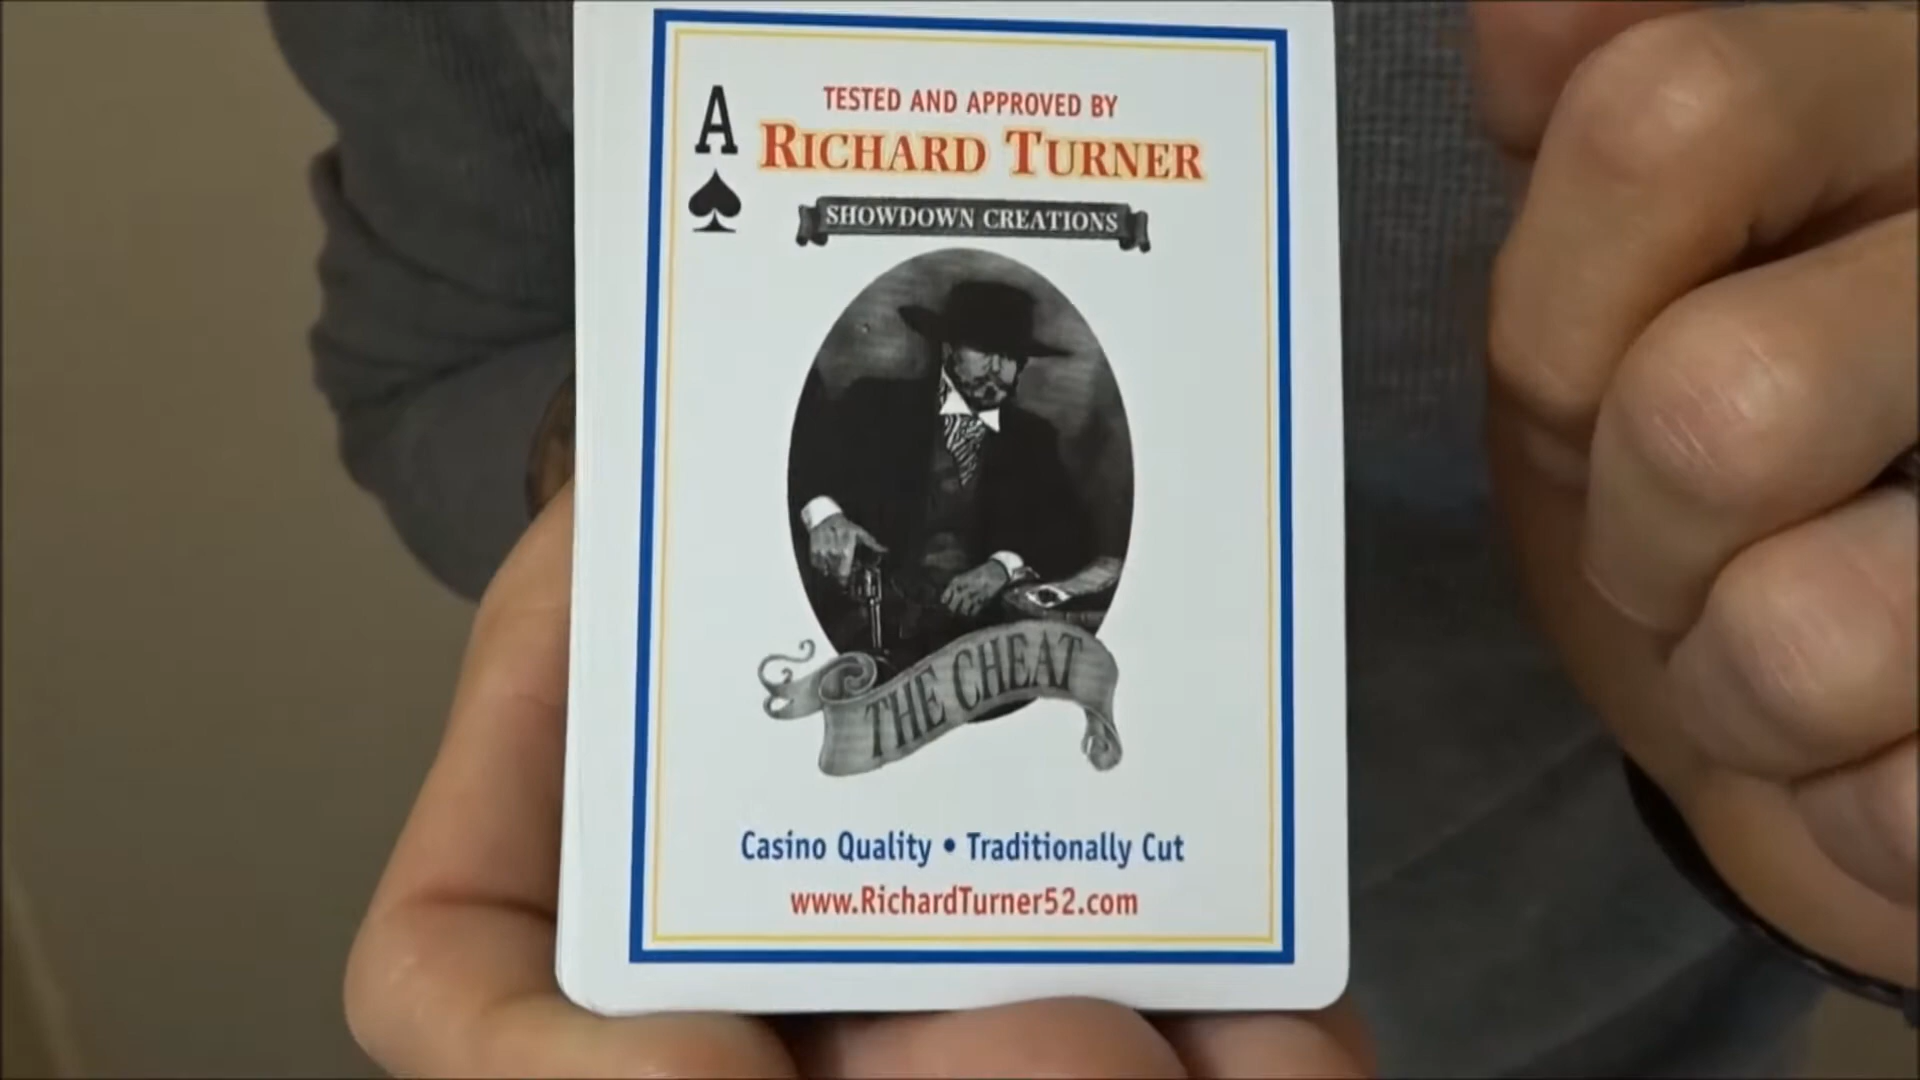 A
TESTED AND APPROVED BY
RICHARD TURNER
SHOWDOWN CREATIONS
THE CHEAT
Casino Quality • Traditionally Cut
www.RichardTurner52.com